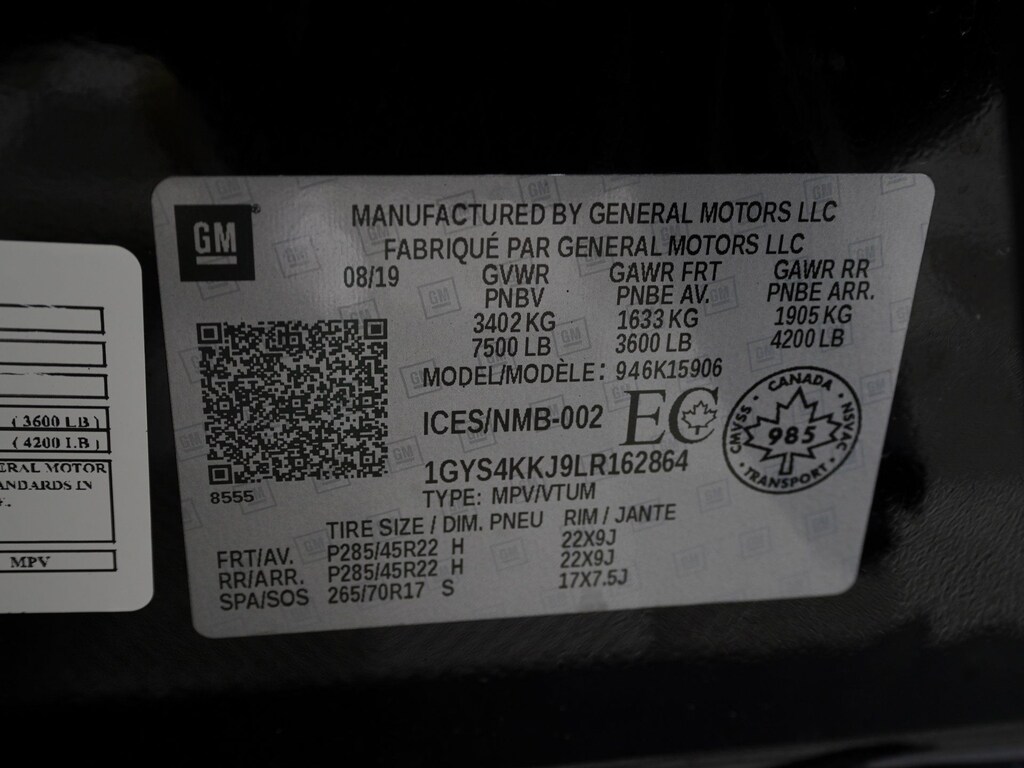 GM
MANUFACTURED BY GENERAL MOTORS LLC
FABRIQUÉ PAR GENERAL MOTORS LLC
08/19 GVWR GAWR FRT GAWR RR
PNBV PNBE AV. PNBE ARR.
3402 KG 1633 KG 1905 KG
7500 LB 3600 LB 4200 LB
MODEL/MODÈLE: 946K15906
ICES/NMB-002 EC
CANADA
CMVSS 985 NSVAC
TRANSPORT
1GYS4KKJ9LR162864
8555
TYPE: MPV/VTUM
TIRE SIZE / DIM. PNEU RIM / JANTE
FRT/AV. P285/45R22 H 22X9J
RR/ARR. P285/45R22 H 22X9J
SPA/SOS 265/70R17 S 17X7.5J
( 3600 LB )
( 4200 LB )
ERAL MOTOR
ANDARDS IN
MPV